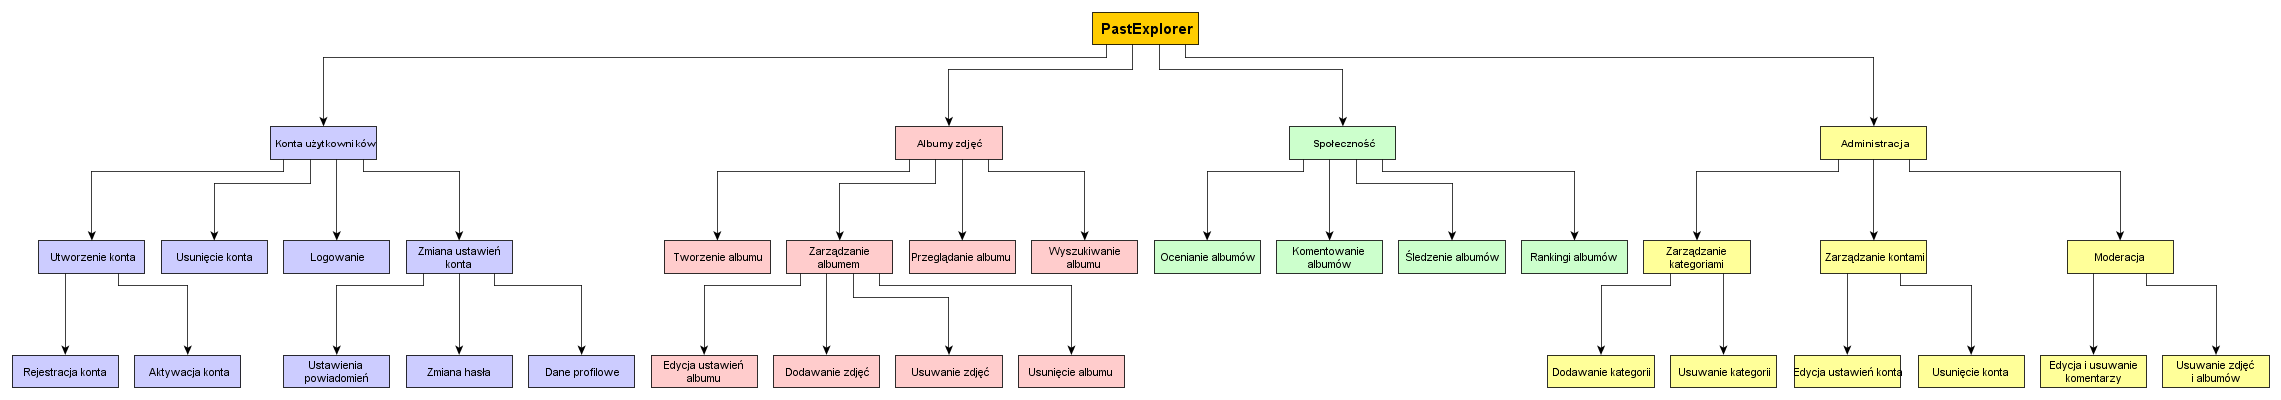 PastExplorer
Konta użytkowników
Albumy zdjęć
Społeczność
Administracja
Utworzenie konta
Usunięcie konta
Logowanie
Zmiana ustawień
konta
Tworzenie albumu
Zarządzanie
albumem
Przeglądanie albumu
Wyszukiwanie
albumu
Ocenianie albumów
Komentowanie
albumów
Śledzenie albumów
Rankingi albumów
Zarządzanie
kategoriami
Zarządzanie kontami
Moderacja
Rejestracja konta
Aktywacja konta
Ustawienia
powiadomień
Zmiana hasła
Dane profilowe
Edycja ustawień
albumu
Dodawanie zdjęć
Usuwanie zdjęć
Usunięcie albumu
Dodawanie kategorii
Usuwanie kategorii
Edycja ustawień konta
Usunięcie konta
Edycja i usuwanie
komentarzy
Usuwanie zdjęć
i albumów